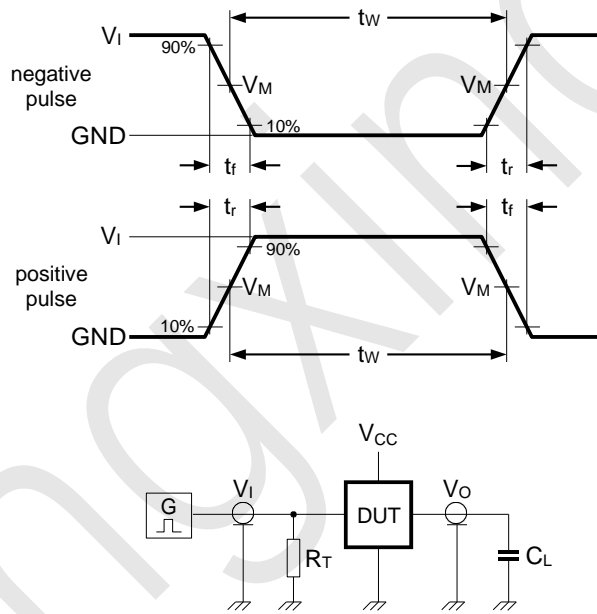 tW
VI
90%
negative
pulse
VM
VM
10%
GND
tf
tr
tr
tf
VI
90%
positive
pulse
VM
VM
10%
GND
tW
VCC
G
VI
DUT
VO
RT
CL